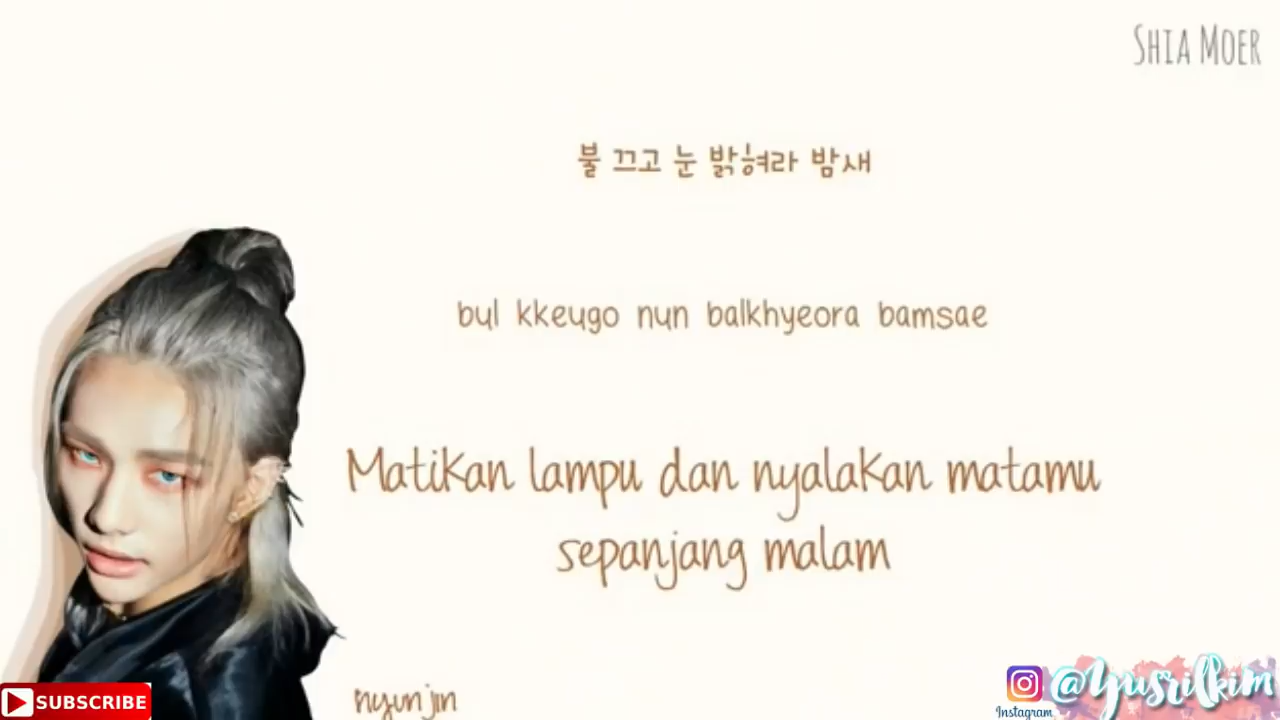 SHIA MOER
불 끄고 눈 밝혀라 밤새
bul kkeugo nun balkhyeora bamsae
Matikan lampu dan nyalakan matamu
sepanjang malam
Hyunjin
SUBSCRIBE
Instagram
@Yusrilkim